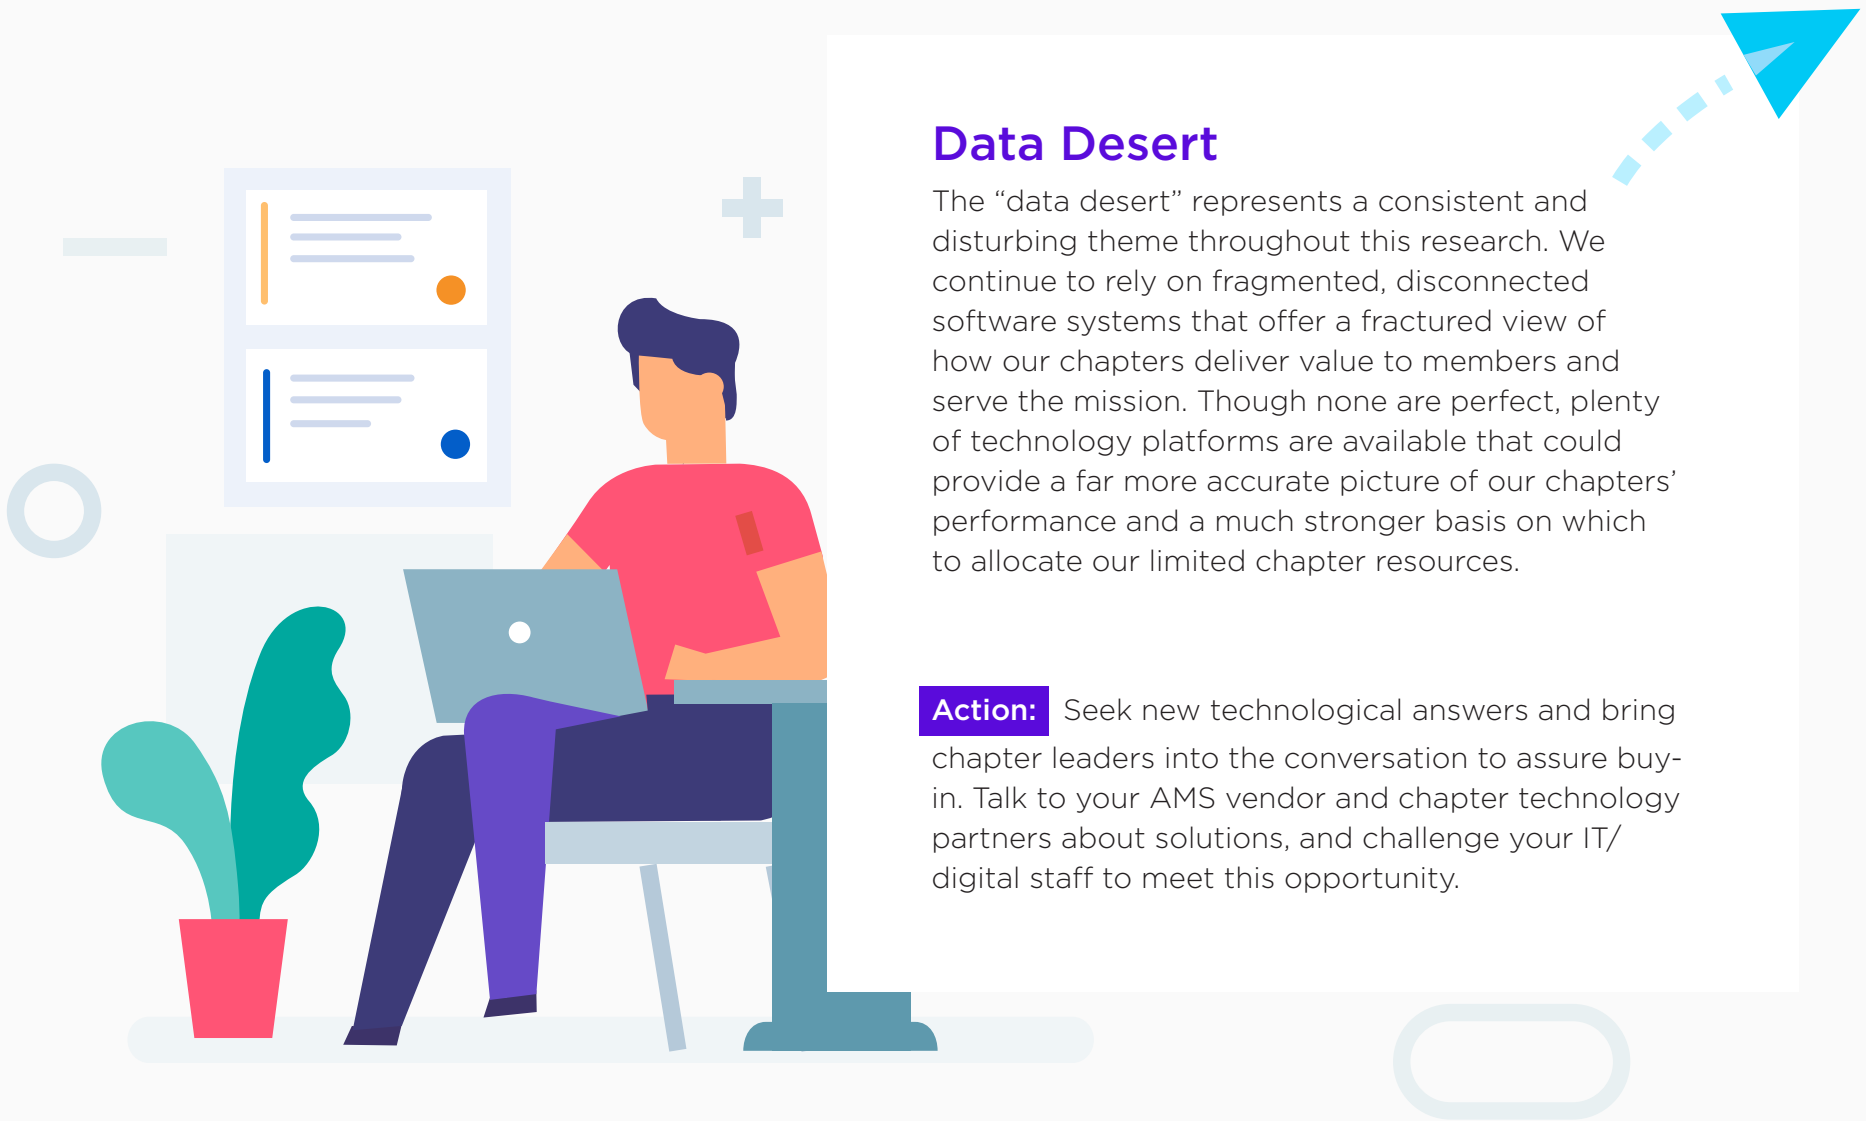 Data Desert
The “data desert” represents a consistent and
disturbing theme throughout this research. We
continue to rely on fragmented, disconnected
software systems that offer a fractured view of
how our chapters deliver value to members and
serve the mission. Though none are perfect, plenty
of technology platforms are available that could
provide a far more accurate picture of our chapters’
performance and a much stronger basis on which
to allocate our limited chapter resources.
Action: Seek new technological answers and bring
chapter leaders into the conversation to assure buy-
in. Talk to your AMS vendor and chapter technology
partners about solutions, and challenge your IT/
digital staff to meet this opportunity.